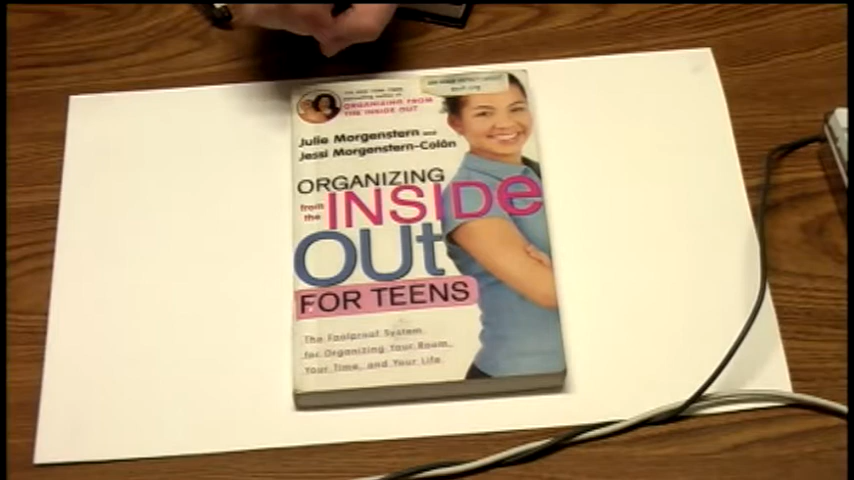 ORGANIZING FROM
THE INSIDE OUT
Julie Morgenstern and
Jessi Morgenstern-Colón
ORGANIZING
from
the
INSIDe
OUt
FOR TEENS
The Foolproof System
for Organizing Your Room,
Your Time, and Your Life